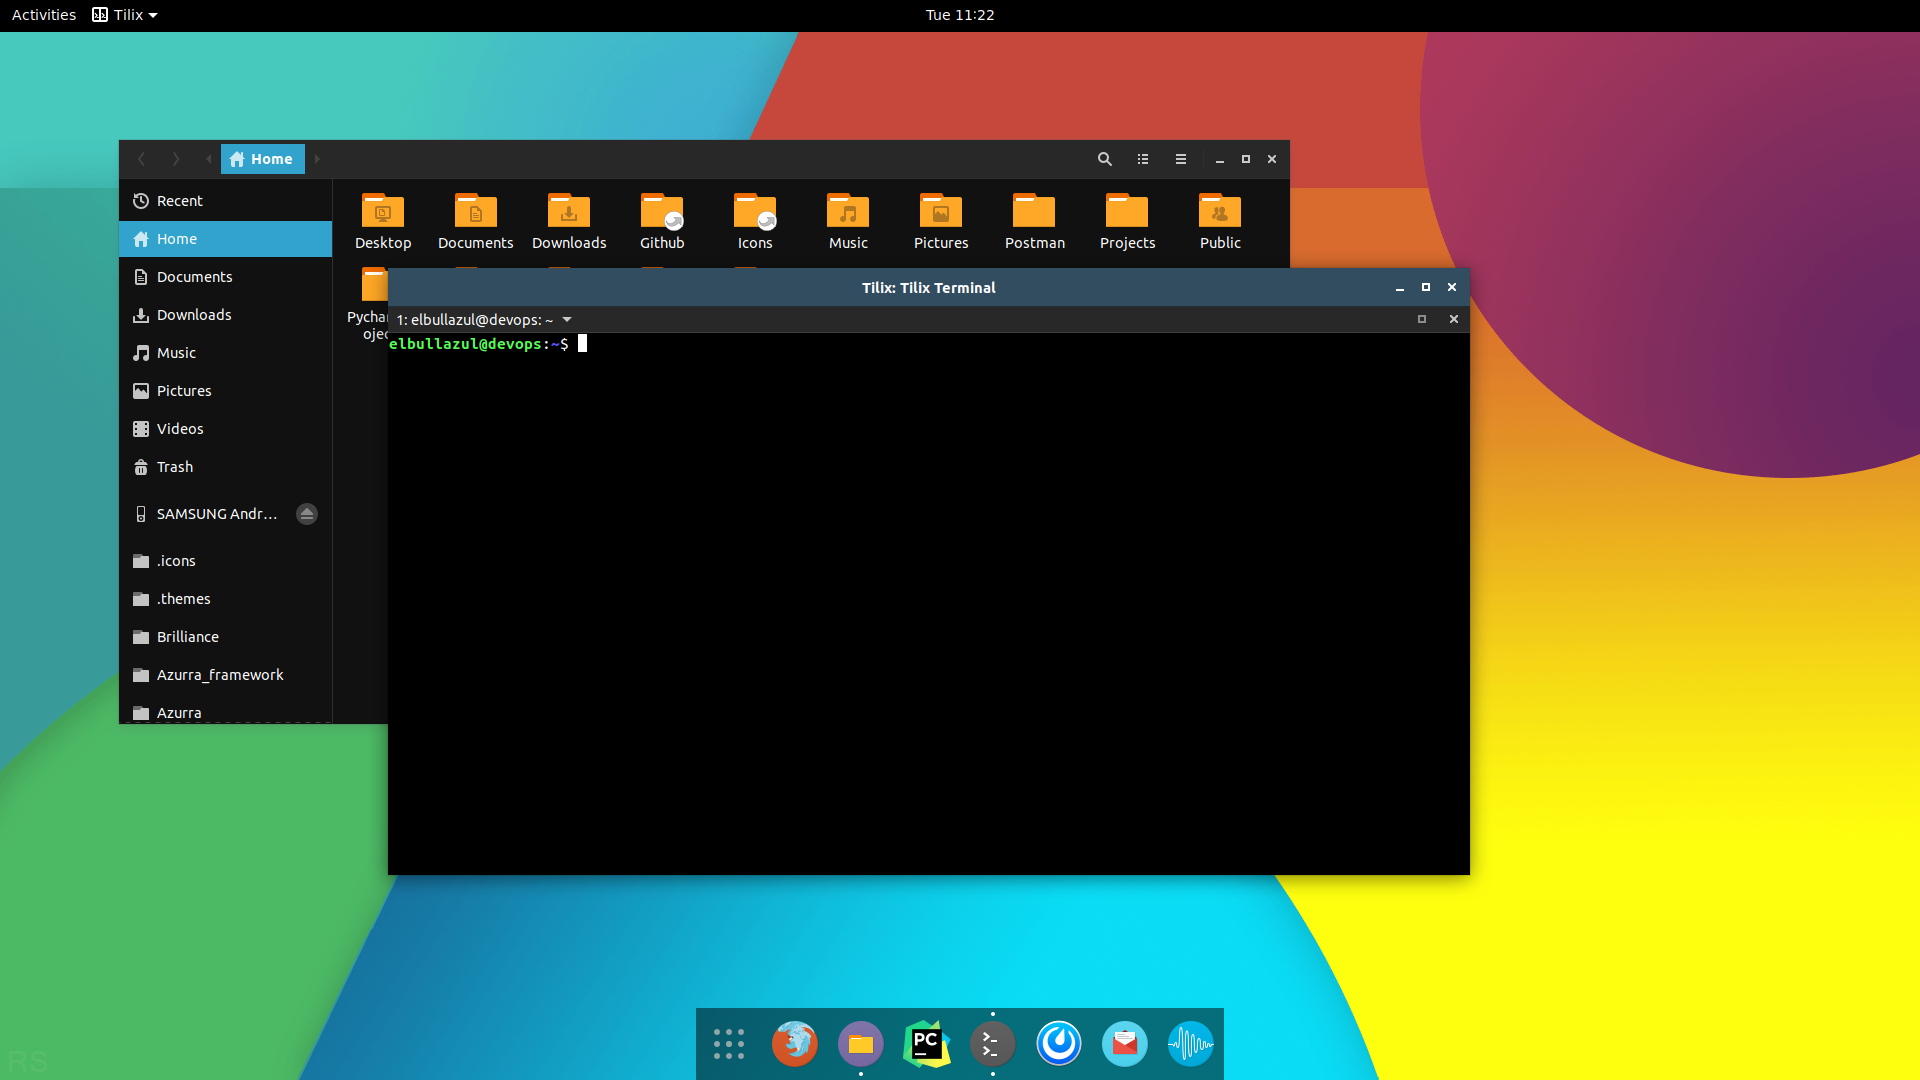 Activities Tilix Tue 11:22
Home
Recent
Home
Documents
Downloads
Music
Pictures
Videos
Trash
SAMSUNG Andr...
.icons
.themes
Brilliance
Azurra_framework
Azurra
Desktop Documents Downloads Github Icons Music Pictures Postman Projects Public
Tilix: Tilix Terminal
1: elbullazul@devops: ~
elbullazul@devops:~$
PC
RS